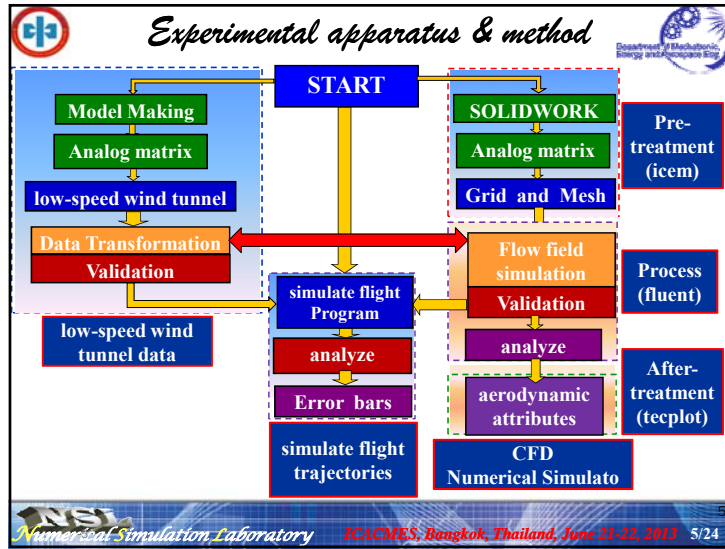 Experimental apparatus & method
Department of Mechatronic,
Energy and Aerospace Eng.
START
Model Making
Analog matrix
low-speed wind tunnel
Data Transformation
Validation
low-speed wind
tunnel data
simulate flight
Program
analyze
Error bars
simulate flight
trajectories
SOLIDWORK
Analog matrix
Grid and Mesh
Flow field
simulation
Validation
analyze
aerodynamic
attributes
CFD
Numerical Simulato
Pre-
treatment
(icem)
Process
(fluent)
After-
treatment
(tecplot)
NSL
5
Numerical Simulation Laboratory
ICACMES, Bangkok, Thailand, June 21-22, 2013
5/24